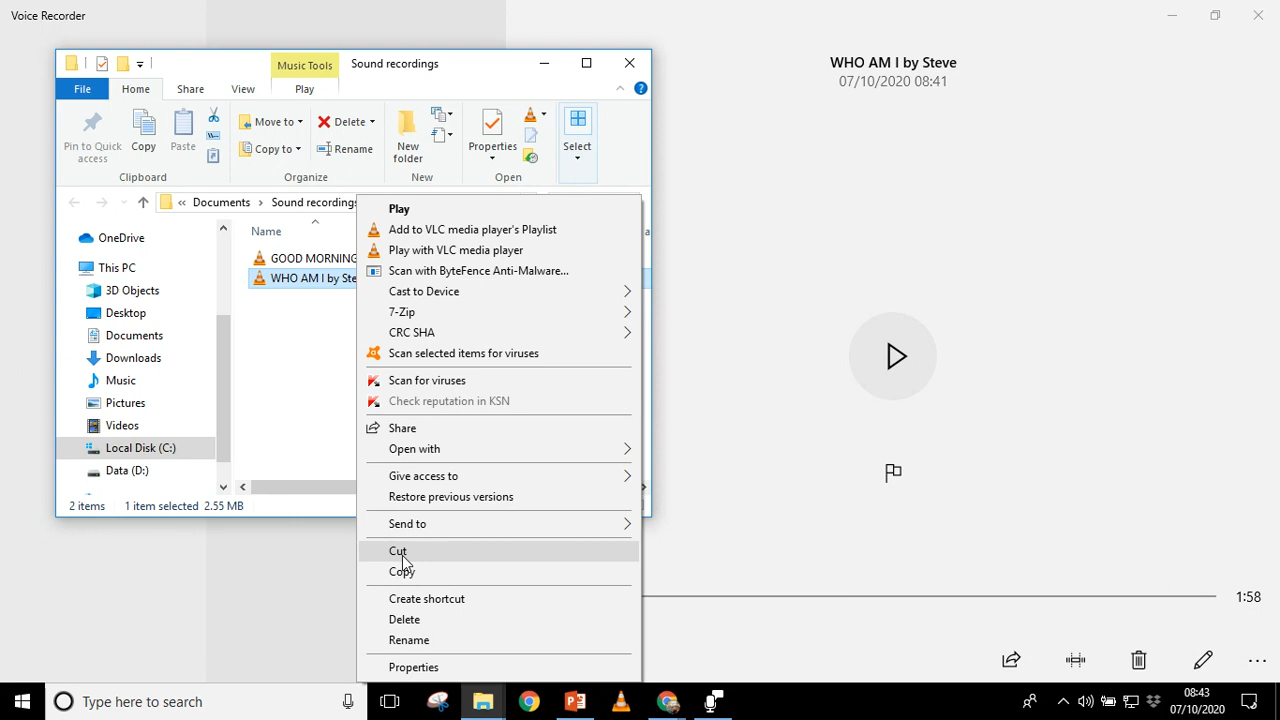 Voice Recorder
Music Tools
Sound recordings
File
Home
Share
View
Play
Pin to Quick access
Copy
Paste
Clipboard
Move to
Copy to
Delete
Rename
Organize
New folder
New
Properties
Open
Select
« Documents > Sound recordings
Name
OneDrive
This PC
3D Objects
Desktop
Documents
Downloads
Music
Pictures
Videos
Local Disk (C:)
Data (D:)
GOOD MORNING
WHO AM I by Ste
2 items 1 item selected 2.55 MB
Play
Add to VLC media player's Playlist
Play with VLC media player
Scan with ByteFence Anti-Malware...
Cast to Device
7-Zip
CRC SHA
Scan selected items for viruses
Scan for viruses
Check reputation in KSN
Share
Open with
Give access to
Restore previous versions
Send to
Cut
Copy
Create shortcut
Delete
Rename
Properties
WHO AM I by Steve
07/10/2020 08:41
1:58
Type here to search
08:43
07/10/2020